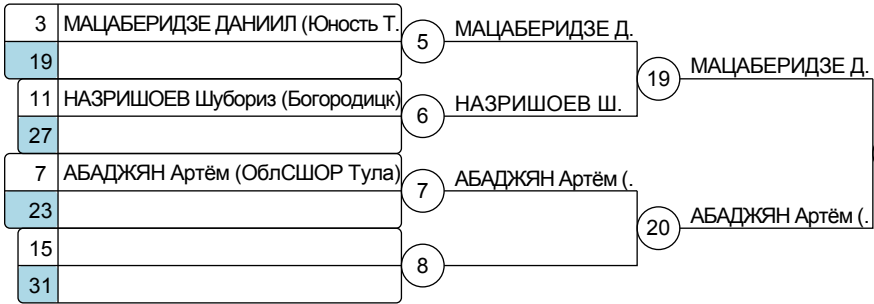 3 МАЦАБЕРИДЗЕ ДАНИИЛ (Юность Т.
19
5 МАЦАБЕРИДЗЕ Д.
11 НАЗРИШОЕВ Шубориз (Богородицк)
27
6 НАЗРИШОЕВ Ш.
19 МАЦАБЕРИДЗЕ Д.
7 АБАДЖЯН Артём (ОблСШОР Тула)
23
7 АБАДЖЯН Артём (.
15
31
8
20 АБАДЖЯН Артём (.